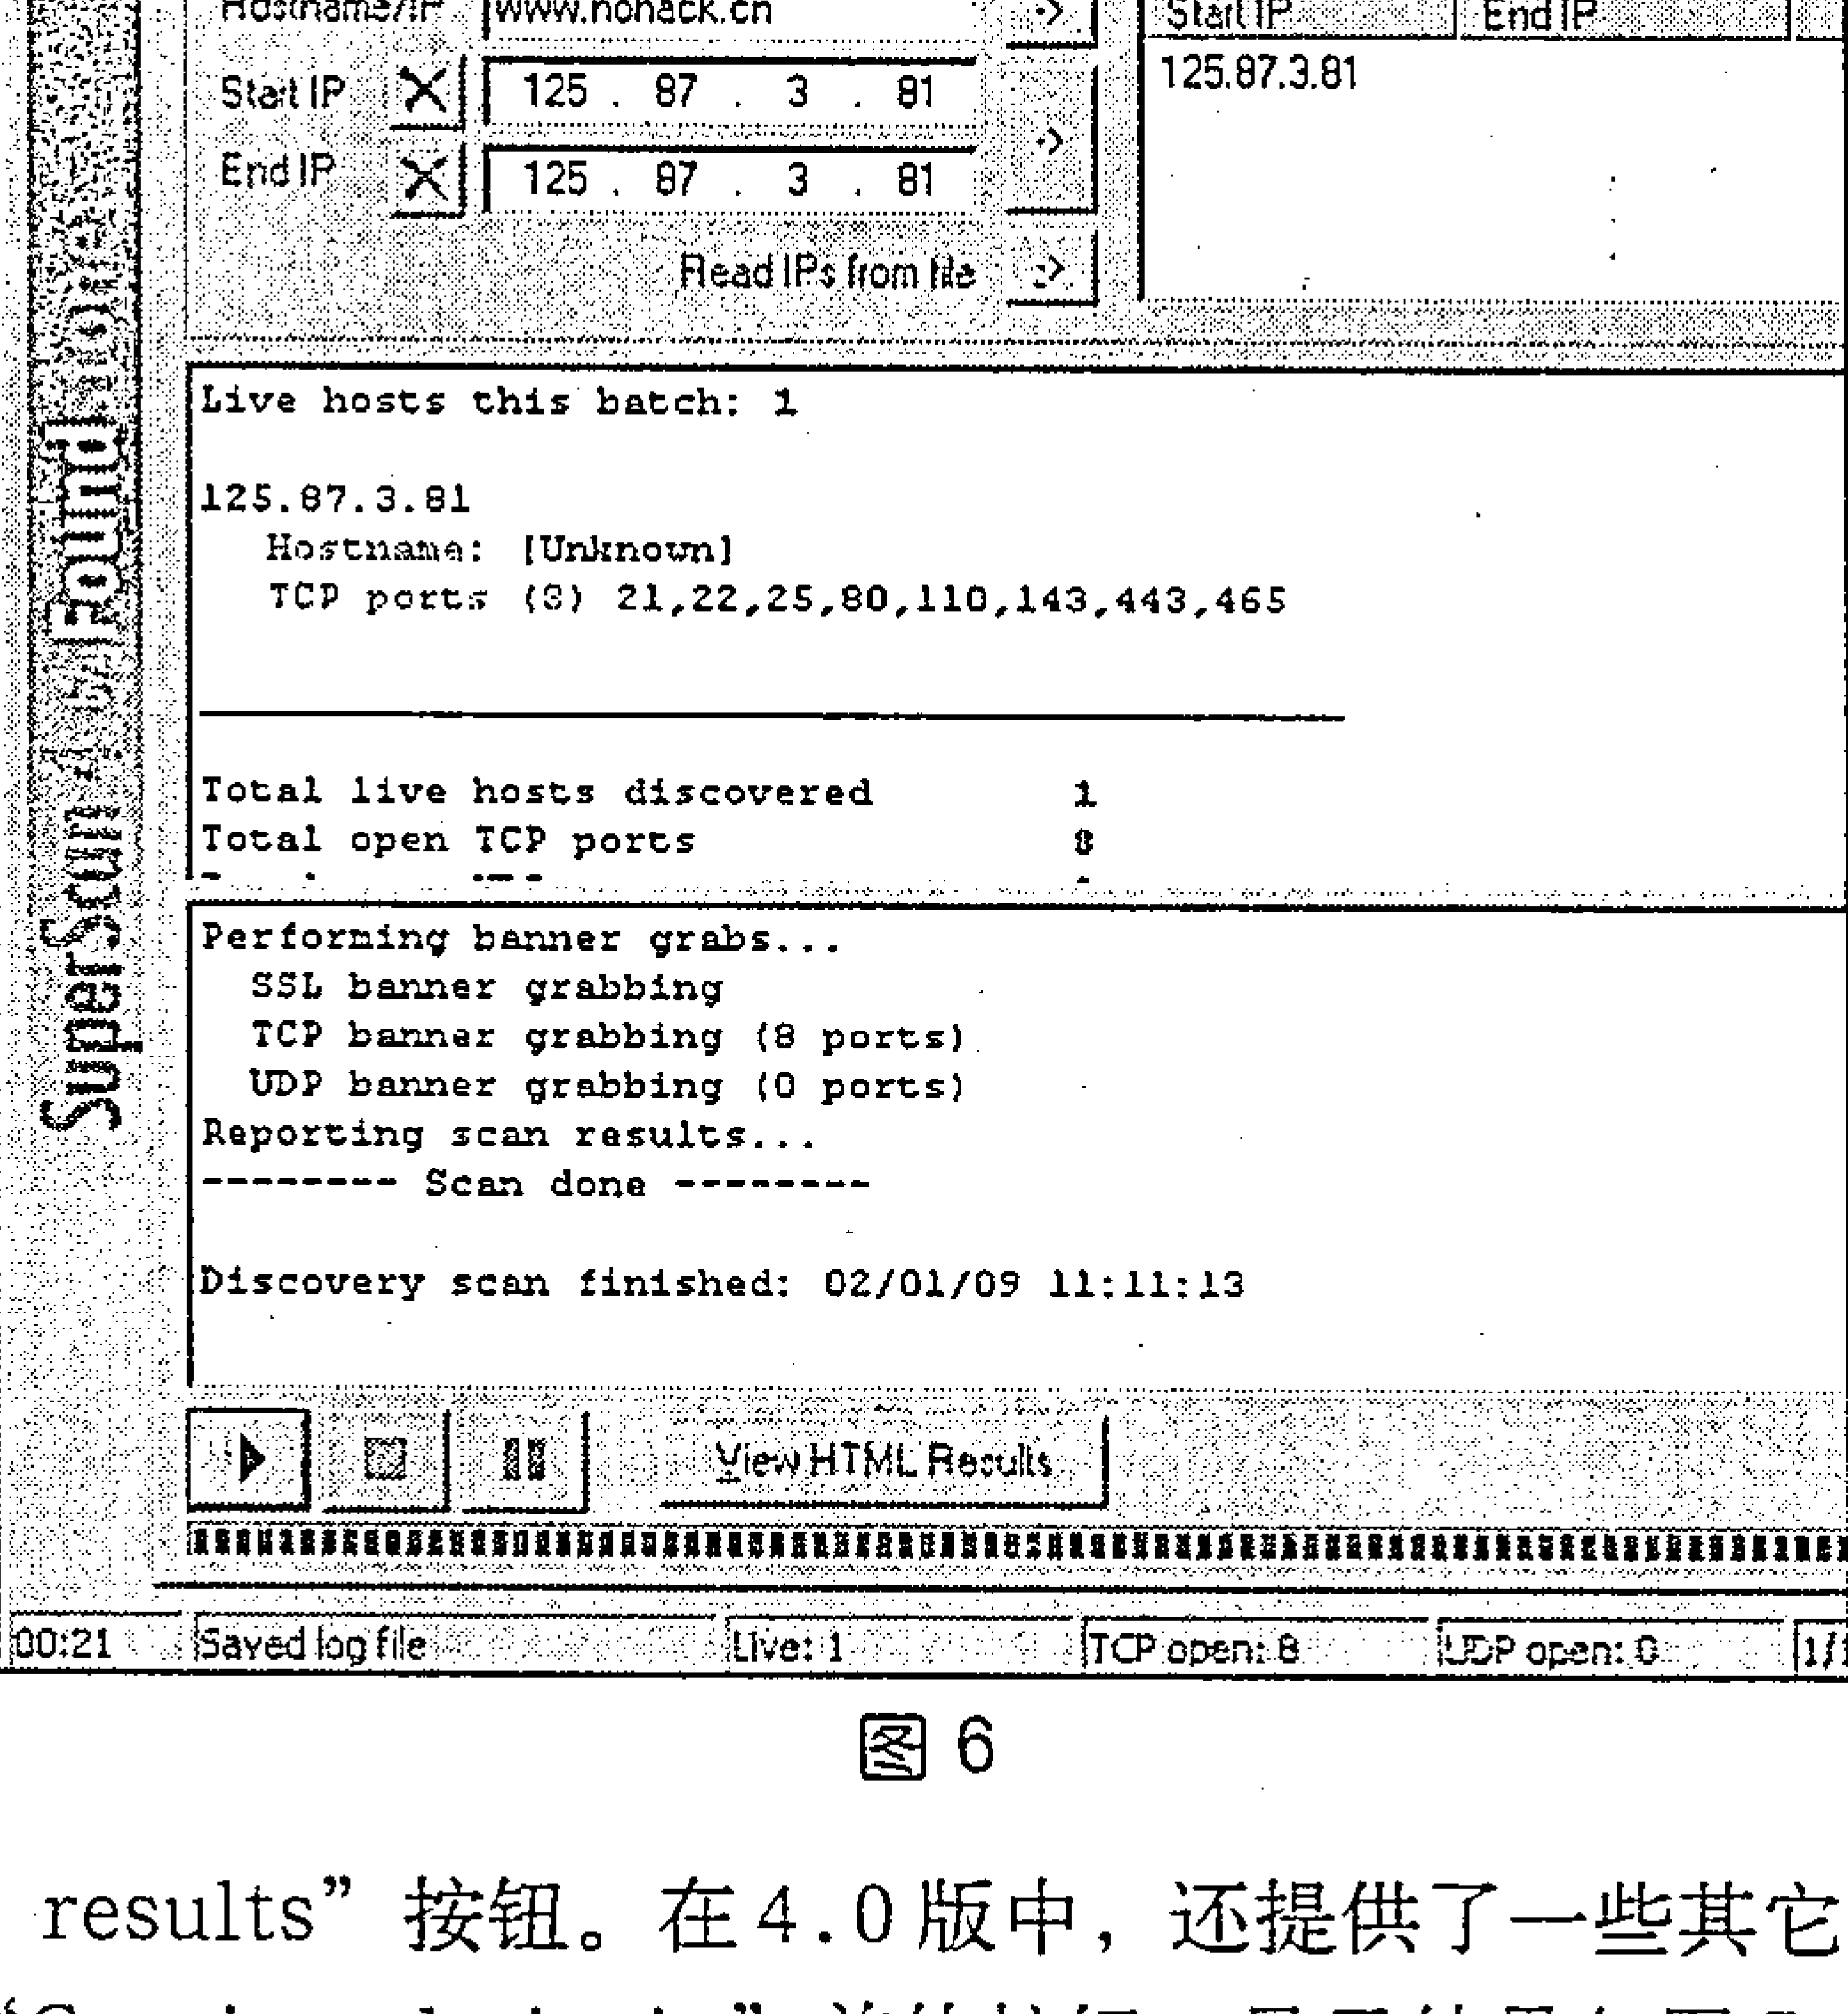 Hostname/IP www.nohack.cn -> Start IP End IP
Start IP X 125 . 87 . 3 . 81 -> 125.87.3.81
End IP X 125 . 87 . 3 . 81
Read IPs from file ->
Live hosts this batch: 1
125.87.3.81
Hostname: [Unknown]
TCP ports (8) 21,22,25,80,110,143,443,465
Total live hosts discovered 1
Total open TCP ports 8
Performing banner grabs...
SSL banner grabbing
TCP banner grabbing (8 ports)
UDP banner grabbing (0 ports)
Reporting scan results...
-------- Scan done --------
Discovery scan finished: 02/01/09 11:11:13
View HTML Results
00:21 Saved log file Live: 1 TCP open: 8 UDP open: 0
SuperScan
图 6
results”按钮。在4.0版中，还提供了一些其它